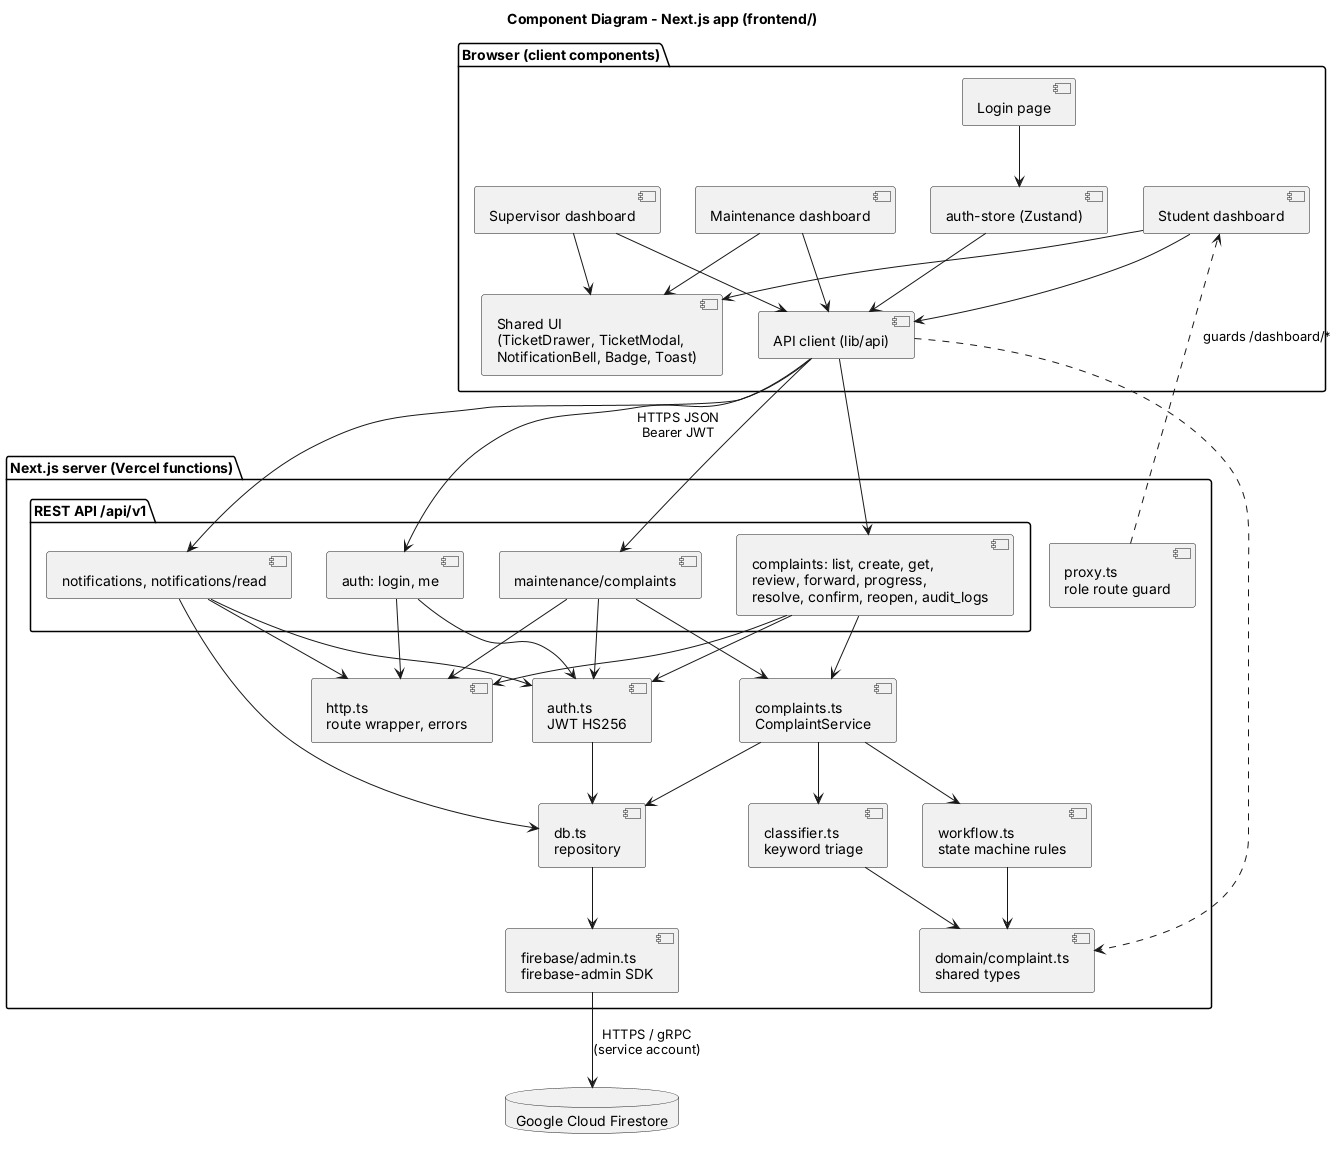 Component Diagram - Next.js app (frontend/)
Browser (client components)
Login page
Supervisor dashboard
Maintenance dashboard
auth-store (Zustand)
Student dashboard
Shared UI
(TicketDrawer, TicketModal,
NotificationBell, Badge, Toast)
API client (lib/api)
guards /dashboard/*
HTTPS JSON
Bearer JWT
Next.js server (Vercel functions)
REST API /api/v1
notifications, notifications/read
auth: login, me
maintenance/complaints
complaints: list, create, get,
review, forward, progress,
resolve, confirm, reopen, audit_logs
proxy.ts
role route guard
http.ts
route wrapper, errors
auth.ts
JWT HS256
complaints.ts
ComplaintService
db.ts
repository
classifier.ts
keyword triage
workflow.ts
state machine rules
firebase/admin.ts
firebase-admin SDK
domain/complaint.ts
shared types
HTTPS / gRPC
(service account)
Google Cloud Firestore